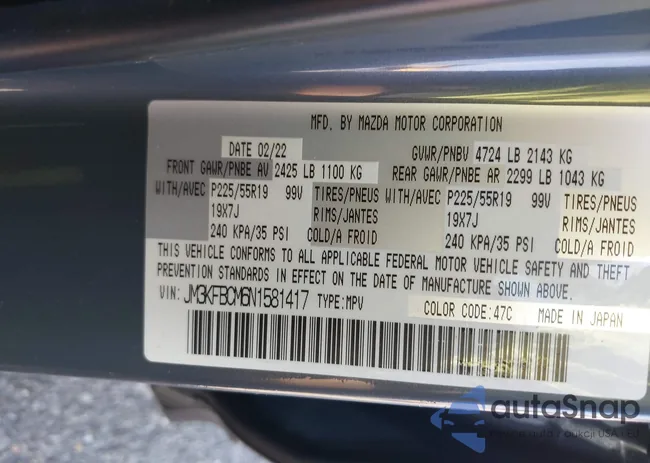 MFD. BY MAZDA MOTOR CORPORATION
DATE 02/22 GVWR/PNBV 4724 LB 2143 KG
FRONT GAWR/PNBE AV 2425 LB 1100 KG REAR GAWR/PNBE AR 2299 LB 1043 KG
WITH/AVEC P225/55R19 99V TIRES/PNEUS WITH/AVEC P225/55R19 99V TIRES/PNEUS
19X7J RIMS/JANTES 19X7J RIMS/JANTES
240 KPA/35 PSI COLD/A FROID 240 KPA/35 PSI COLD/A FROID
THIS VEHICLE CONFORMS TO ALL APPLICABLE FEDERAL MOTOR VEHICLE SAFETY AND THEFT
PREVENTION STANDARDS IN EFFECT ON THE DATE OF MANUFACTURE SHOWN ABOVE.
VIN: JM3KFBCM6N1581417 TYPE: MPV COLOR CODE:47C MADE IN JAPAN
autoSnap